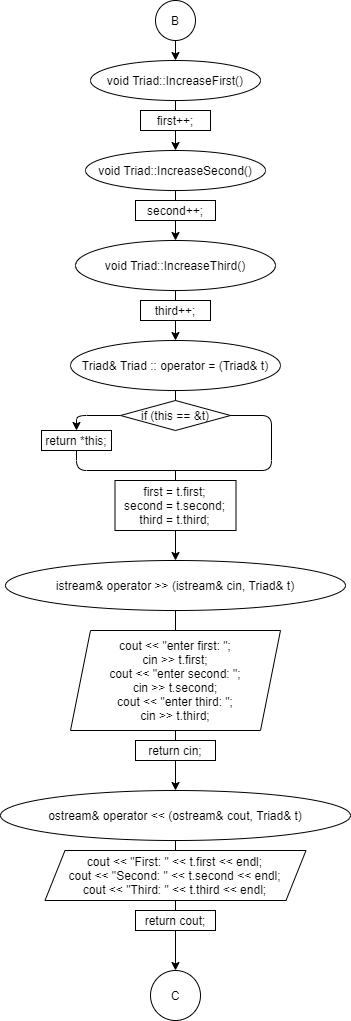 B
void Triad::IncreaseFirst()
first++;
void Triad::IncreaseSecond()
second++;
void Triad::IncreaseThird()
third++;
Triad& Triad :: operator = (Triad& t)
if (this == &t)
return *this;
first = t.first;
second = t.second;
third = t.third;
istream& operator >> (istream& cin, Triad& t)
cout << "enter first: ";
cin >> t.first;
cout << "enter second: ";
cin >> t.second;
cout << "enter third: ";
cin >> t.third;
return cin;
ostream& operator << (ostream& cout, Triad& t)
cout << "First: " << t.first << endl;
cout << "Second: " << t.second << endl;
cout << "Third: " << t.third << endl;
return cout;
C